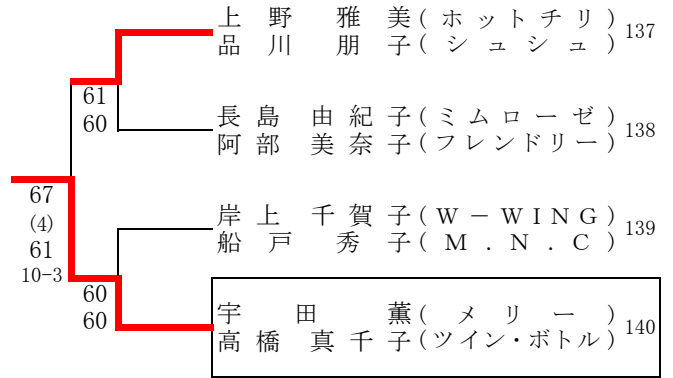 上野 雅美(ホットチリ) 137
品川 朋子(シュシュ)
61
60
長島 由紀子(ミムローゼ) 138
阿部 美奈子(フレンドリー)
67
(4)
61
10-3
岸上 千賀子(W-WING) 139
船戸 秀子(M.N.C)
60
60
宇田 薫(メリー) 140
高橋 真千子(ツイン・ボトル)